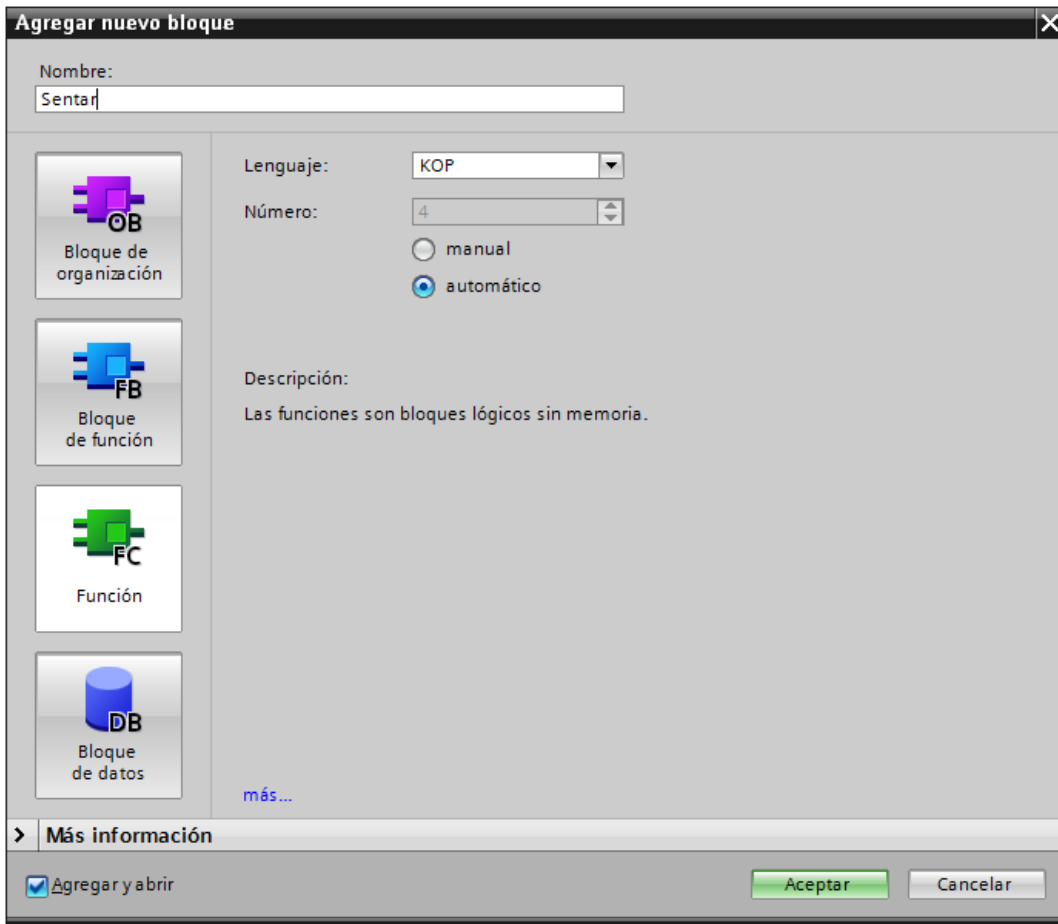 Agregar nuevo bloque
Nombre:
Sentar
OB
Bloque de
organización
FB
Bloque
de función
FC
Función
DB
Bloque
de datos
Lenguaje:
KOP
Número:
4
manual
automático
Descripción:
Las funciones son bloques lógicos sin memoria.
más...
Más información
Agregar y abrir
Aceptar
Cancelar